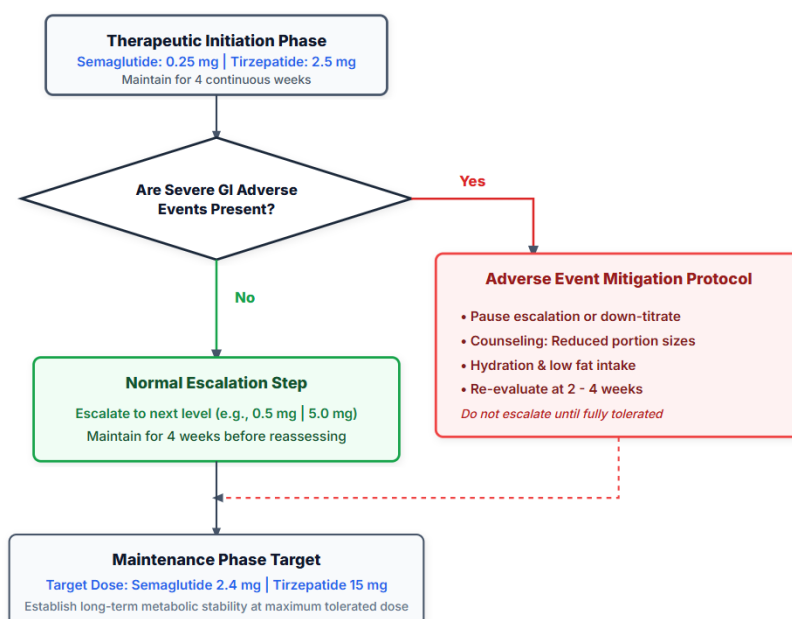 Therapeutic Initiation Phase
Semaglutide: 0.25 mg | Tirzepatide: 2.5 mg
Maintain for 4 continuous weeks
Are Severe GI Adverse
Events Present?
Yes
No
Adverse Event Mitigation Protocol
• Pause escalation or down-titrate
• Counseling: Reduced portion sizes
• Hydration & low fat intake
• Re-evaluate at 2 - 4 weeks
Do not escalate until fully tolerated
Normal Escalation Step
Escalate to next level (e.g., 0.5 mg | 5.0 mg)
Maintain for 4 weeks before reassessing
Maintenance Phase Target
Target Dose: Semaglutide 2.4 mg | Tirzepatide 15 mg
Establish long-term metabolic stability at maximum tolerated dose